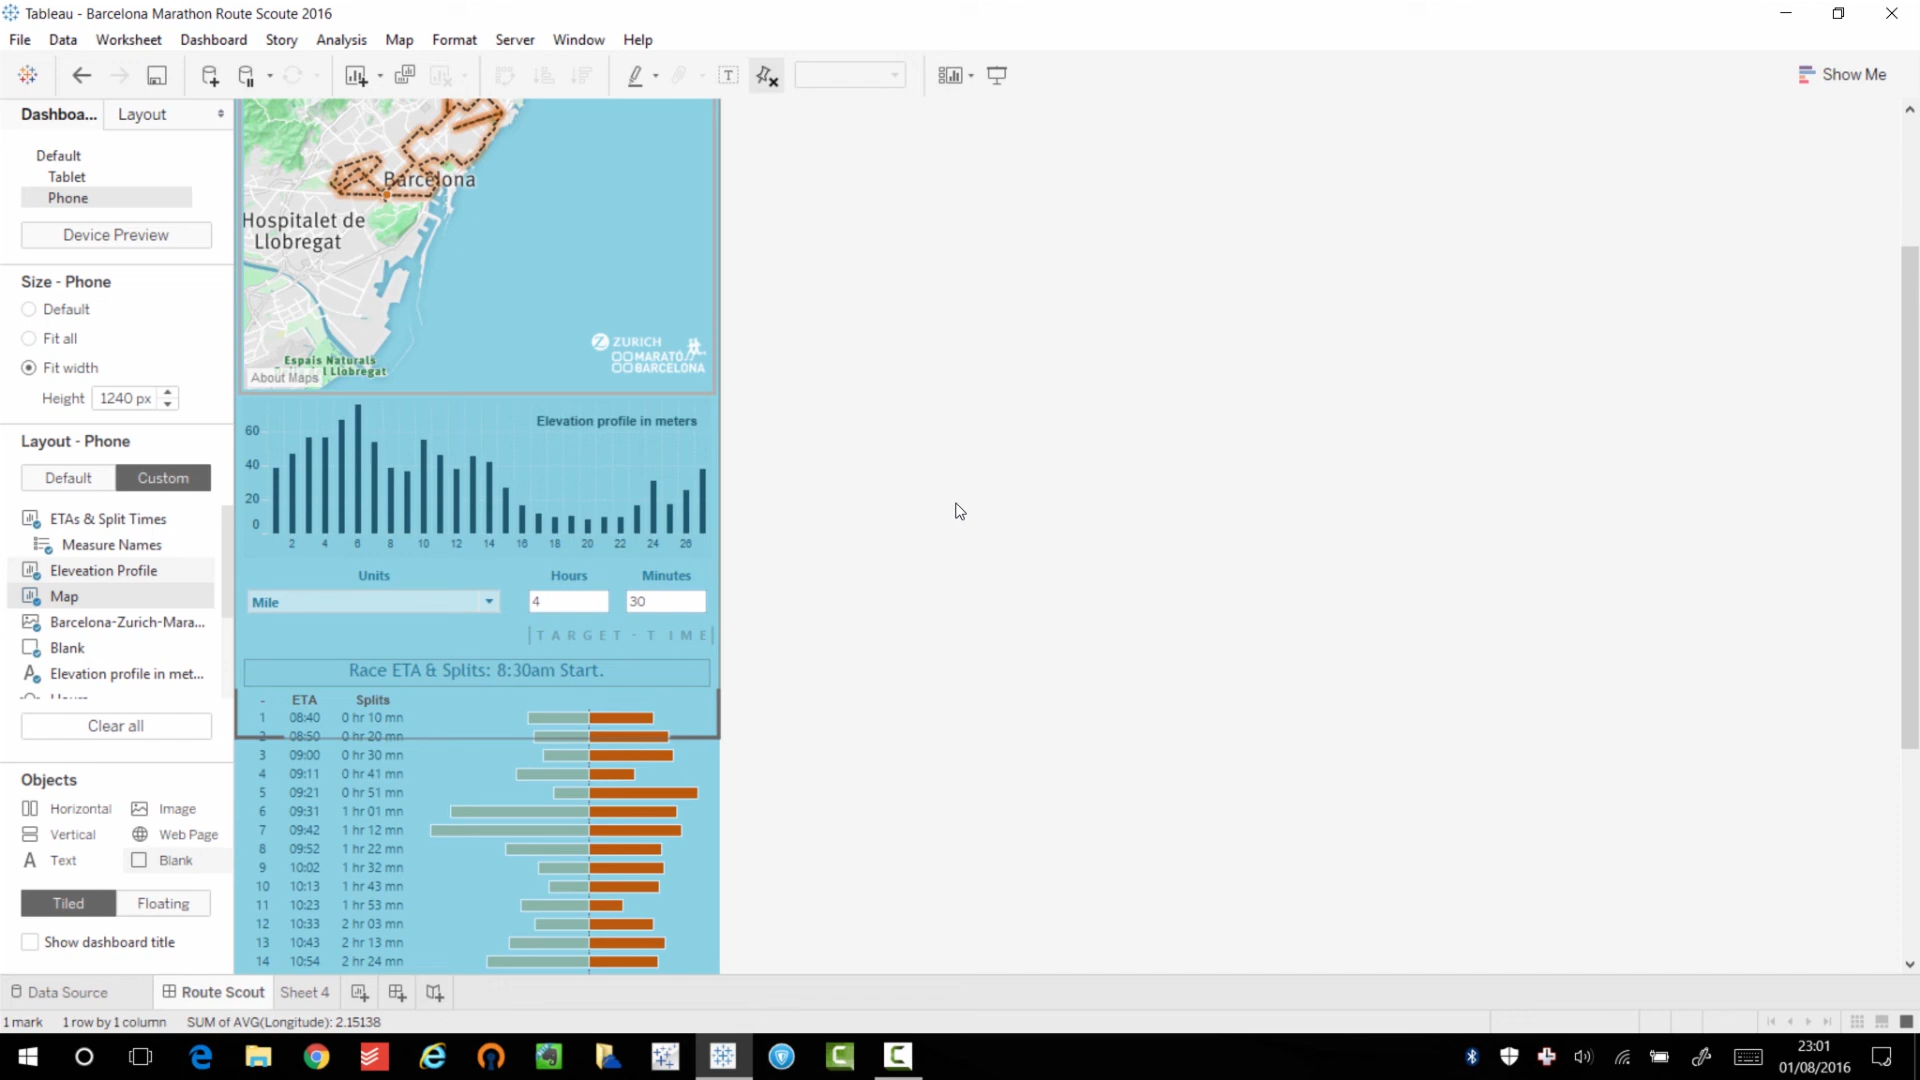 Tableau - Barcelona Marathon Route Scoute 2016
File Data Worksheet Dashboard Story Analysis Map Format Server Window Help
Show Me
Dashboa... Layout
Default
Tablet
Phone
Device Preview
Size - Phone
Default
Fit all
Fit width
Height 1240 px
Layout - Phone
Default Custom
ETAs & Split Times
Measure Names
Eleveation Profile
Map
Barcelona-Zurich-Mara...
Blank
Elevation profile in met...
Clear all
Objects
Horizontal Image
Vertical Web Page
Text Blank
Tiled Floating
Show dashboard title
Barcelona
Hospitalet de
Llobregat
Espais Naturals
l Llobregat
About Maps
ZURICH
MARATÓ
BARCELONA
Elevation profile in meters
60
40
20
0
2 4 6 8 10 12 14 16 18 20 22 24 26
Units Hours Minutes
Mile 4 30
TARGET - TIME
Race ETA & Splits: 8:30am Start.
- ETA Splits
1 08:40 0 hr 10 mn
2 08:50 0 hr 20 mn
3 09:00 0 hr 30 mn
4 09:11 0 hr 41 mn
5 09:21 0 hr 51 mn
6 09:31 1 hr 01 mn
7 09:42 1 hr 12 mn
8 09:52 1 hr 22 mn
9 10:02 1 hr 32 mn
10 10:13 1 hr 43 mn
11 10:23 1 hr 53 mn
12 10:33 2 hr 03 mn
13 10:43 2 hr 13 mn
14 10:54 2 hr 24 mn
Data Source Route Scout Sheet 4
1 mark 1 row by 1 column SUM of AVG(Longitude): 2.15138
23:01
01/08/2016